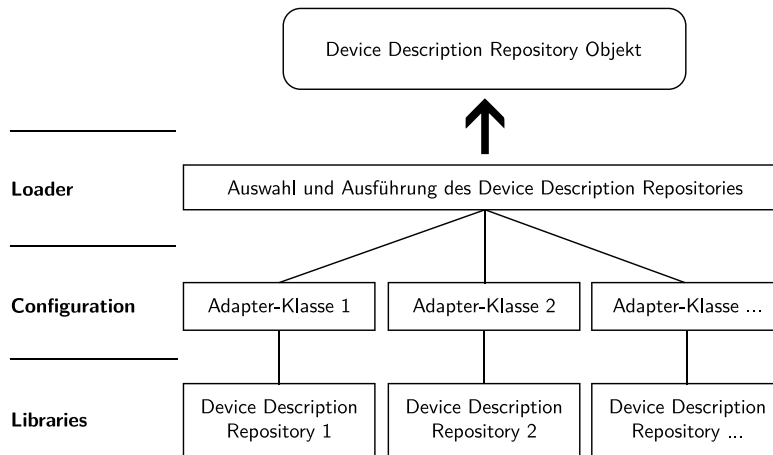 Device Description Repository Objekt
Loader
Auswahl und Ausführung des Device Description Repositories
Configuration
Adapter-Klasse 1
Adapter-Klasse 2
Adapter-Klasse ...
Libraries
Device Description
Repository 1
Device Description
Repository 2
Device Description
Repository ...